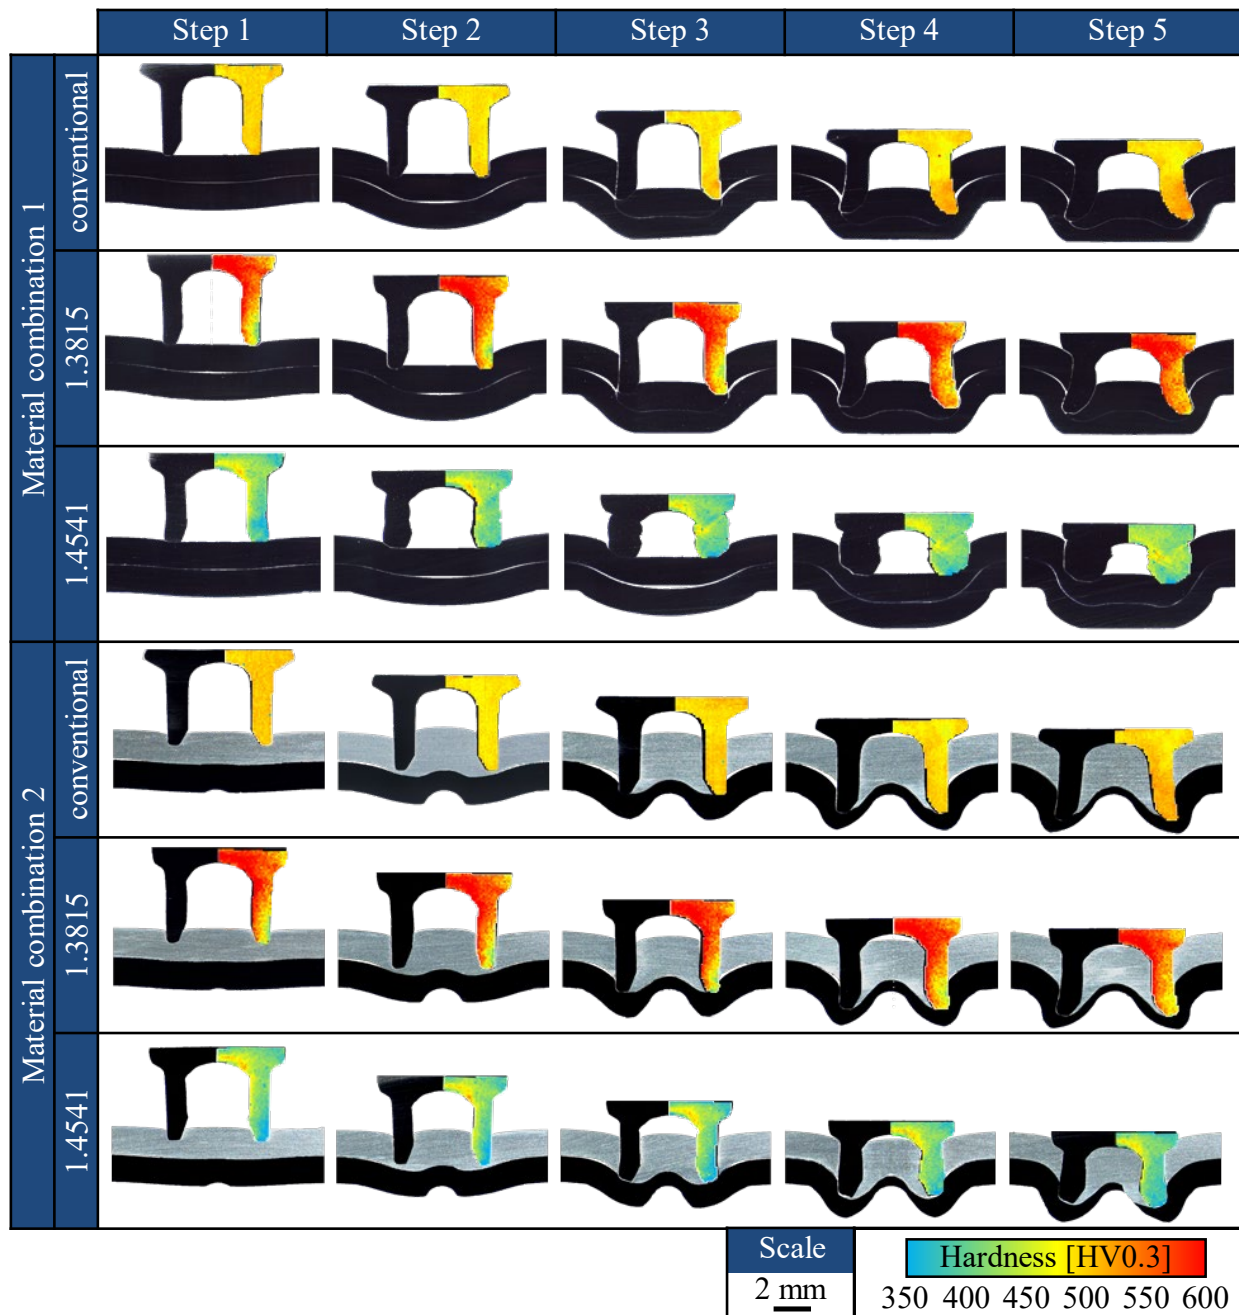 Step 1
Step 2
Step 3
Step 4
Step 5
Material combination 1
conventional
1.3815
1.4541
Material combination 2
conventional
1.3815
1.4541
Scale
2 mm
Hardness [HV0.3]
350 400 450 500 550 600